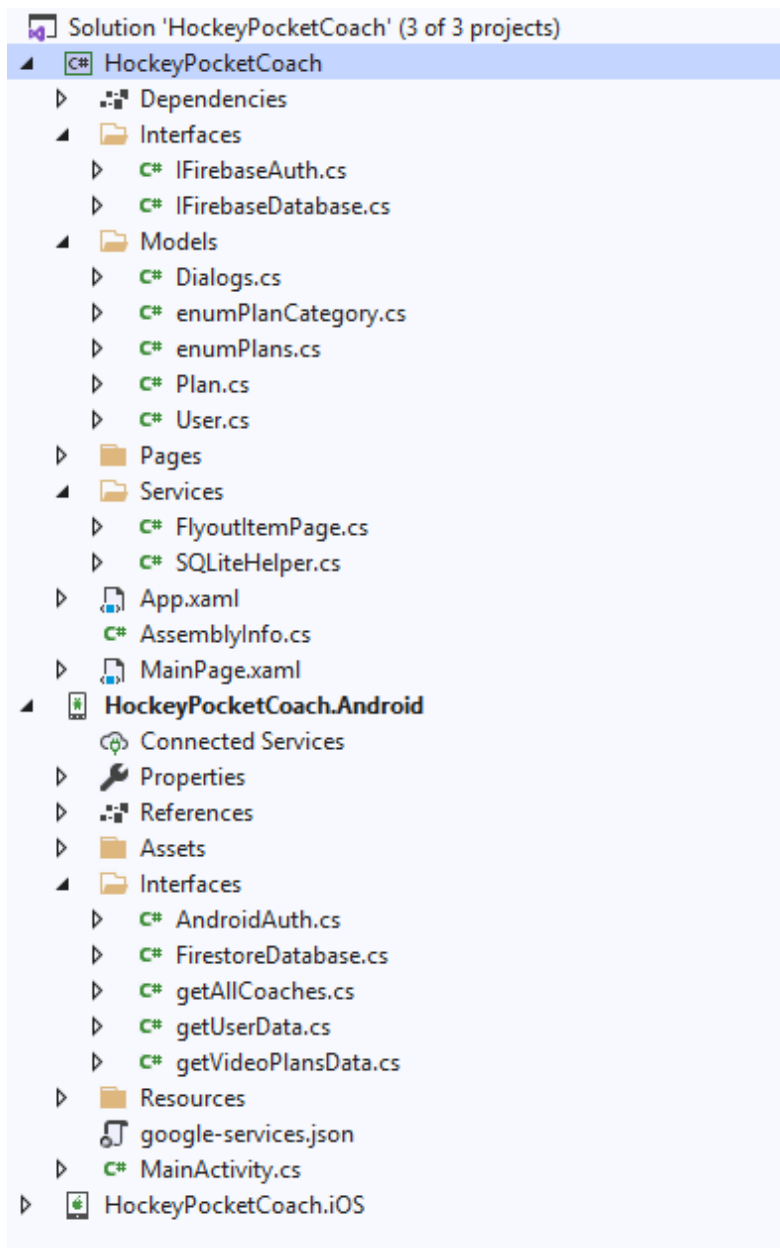 Solution 'HockeyPocketCoach' (3 of 3 projects)
C# HockeyPocketCoach
Dependencies
Interfaces
C# IFirebaseAuth.cs
C# IFirebaseDatabase.cs
Models
C# Dialogs.cs
C# enumPlanCategory.cs
C# enumPlans.cs
C# Plan.cs
C# User.cs
Pages
Services
C# FlyoutItemPage.cs
C# SQLiteHelper.cs
App.xaml
C# AssemblyInfo.cs
MainPage.xaml
HockeyPocketCoach.Android
Connected Services
Properties
References
Assets
Interfaces
C# AndroidAuth.cs
C# FirestoreDatabase.cs
C# getAllCoaches.cs
C# getUserData.cs
C# getVideoPlansData.cs
Resources
google-services.json
C# MainActivity.cs
HockeyPocketCoach.iOS